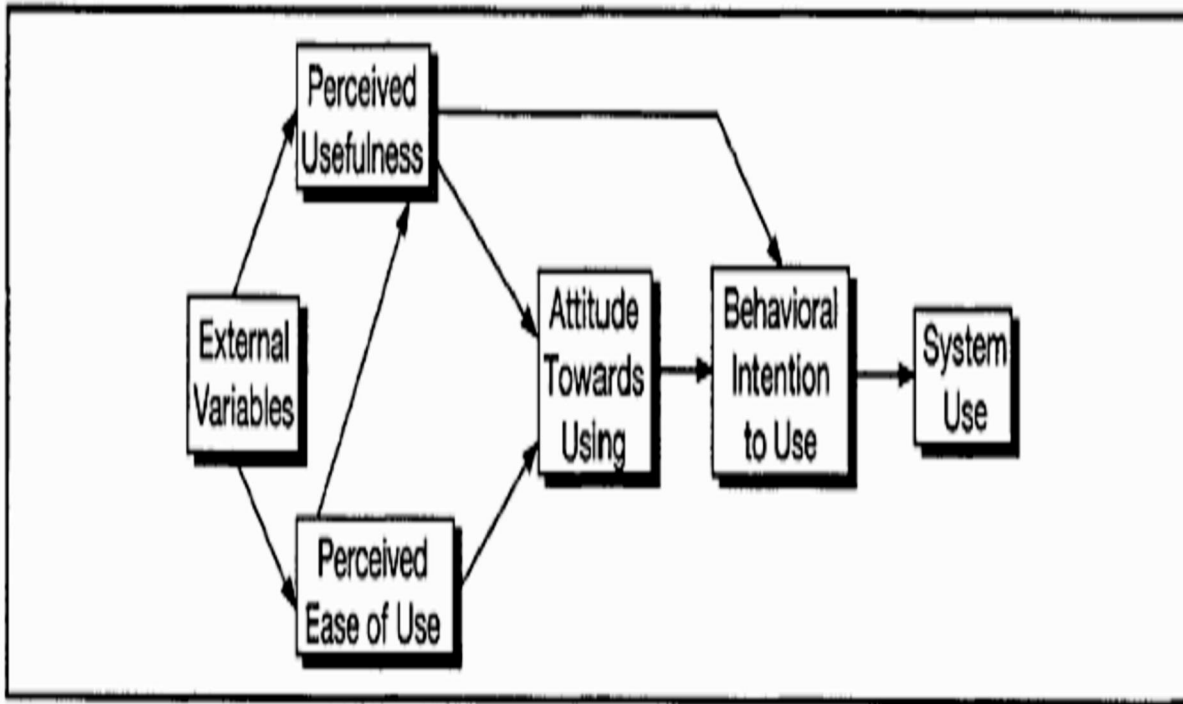 Perceived
Usefulness
External
Variables
Perceived
Ease of Use
Attitude
Towards
Using
Behavioral
Intention
to Use
System
Use